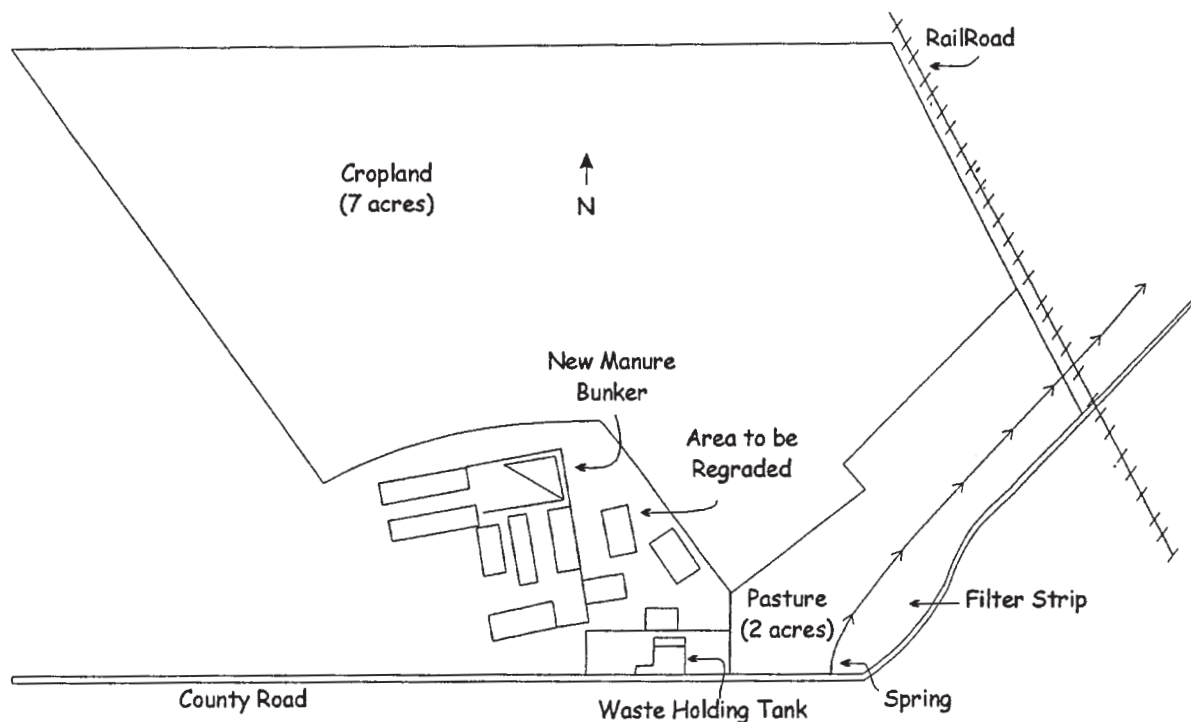 RailRoad
Cropland
(7 acres)
N
New Manure
Bunker
Area to be
Regraded
Pasture
(2 acres)
Filter Strip
County Road
Waste Holding Tank
Spring